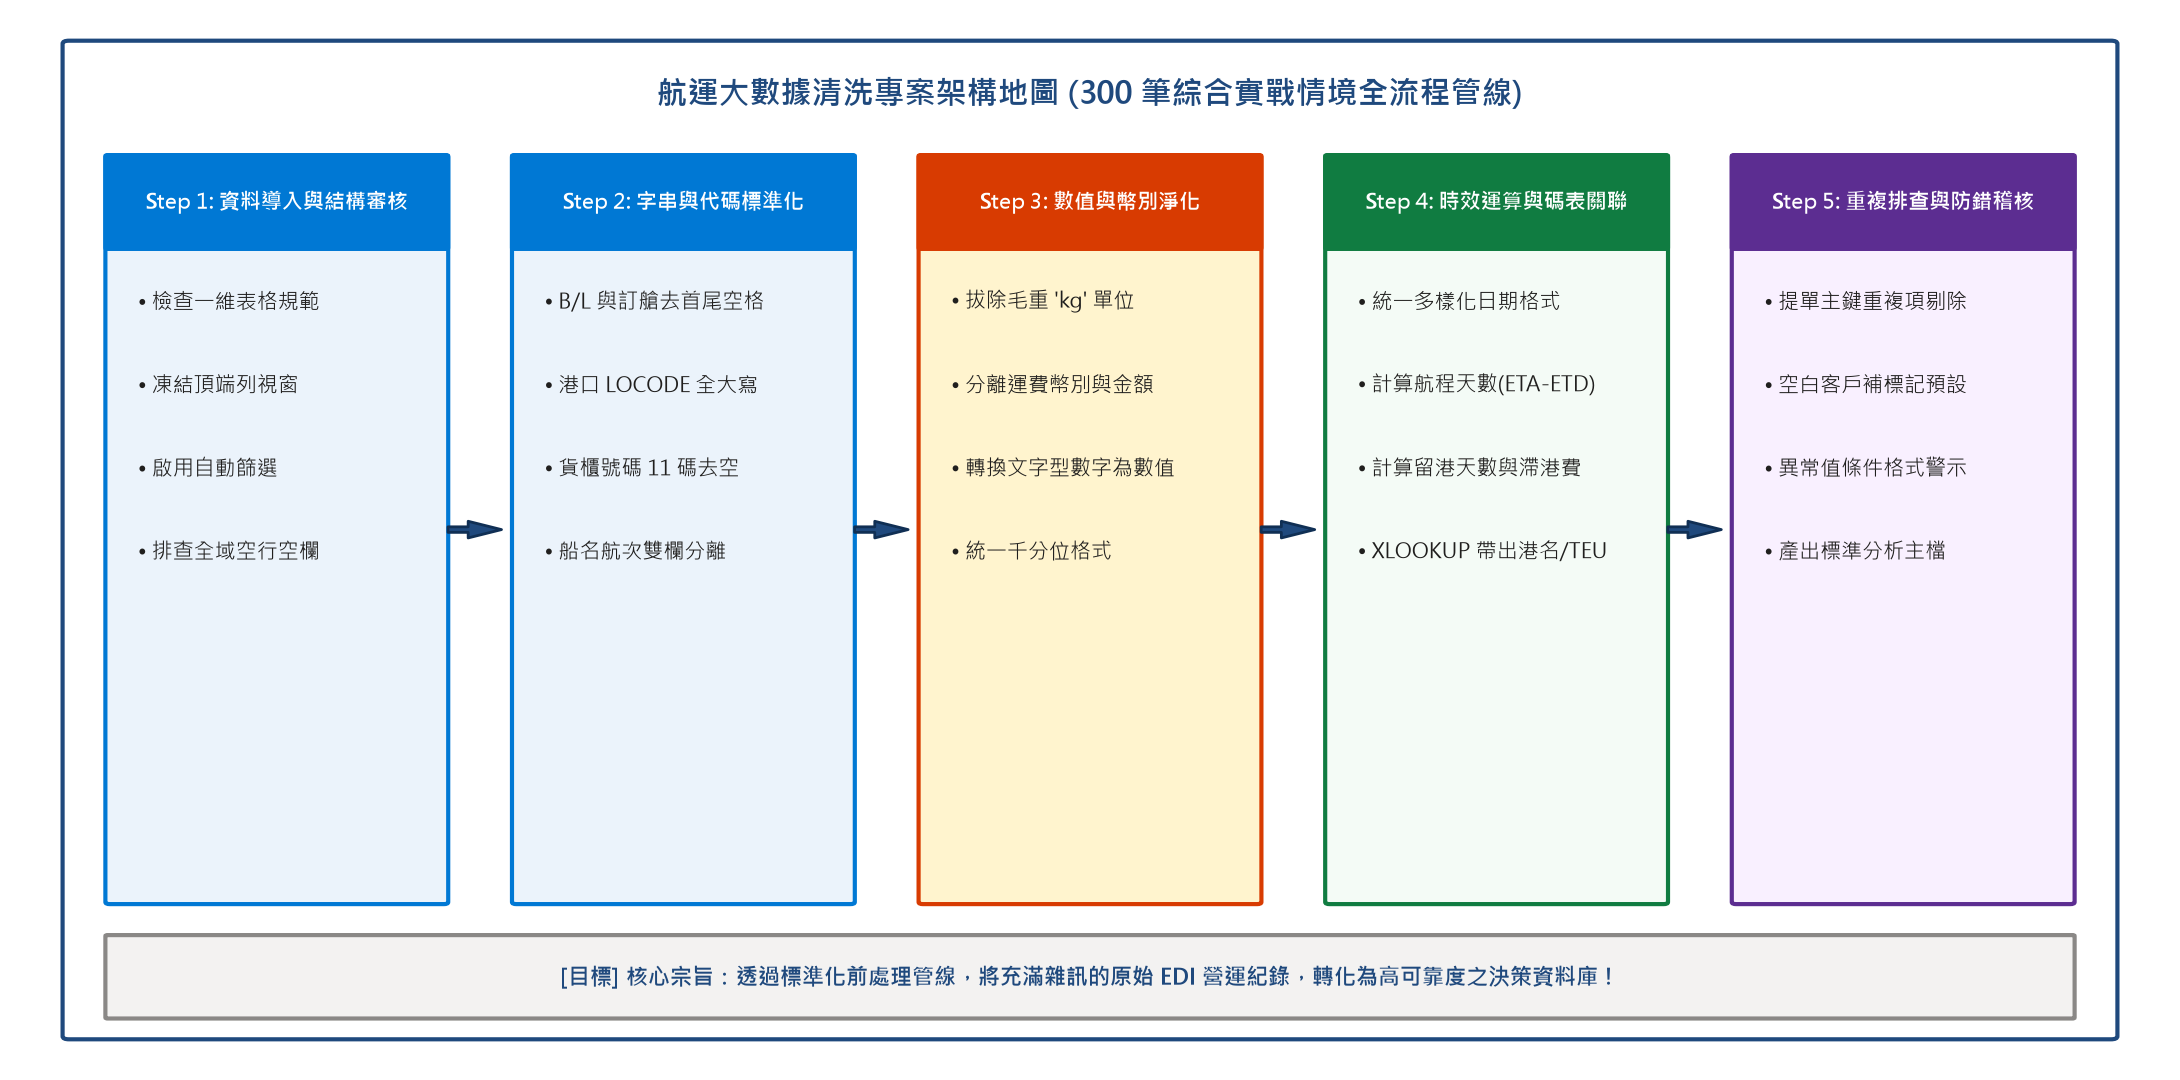 航運大數據清洗專案架構地圖 (300 筆綜合實戰情境全流程管線)
Step 1: 資料導入與結構審核
• 檢查一維表格規範
• 凍結頂端列視窗
• 啟用自動篩選
• 排查全域空行空欄
Step 2: 字串與代碼標準化
• B/L 與訂艙去首尾空格
• 港口 LOCODE 全大寫
• 貨櫃號碼 11 碼去空
• 船名航次雙欄分離
Step 3: 數值與幣別淨化
• 拔除毛重 'kg' 單位
• 分離運費幣別與金額
• 轉換文字型數字為數值
• 統一千分位格式
Step 4: 時效運算與碼表關聯
• 統一多樣化日期格式
• 計算航程天數(ETA-ETD)
• 計算留港天數與滯港費
• XLOOKUP 帶出港名/TEU
Step 5: 重複排查與防錯稽核
• 提單主鍵重複項剔除
• 空白客戶補標記預設
• 異常值條件格式警示
• 產出標準分析主檔
[目標] 核心宗旨：透過標準化前處理管線，將充滿雜訊的原始 EDI 營運紀錄，轉化為高可靠度之決策資料庫！